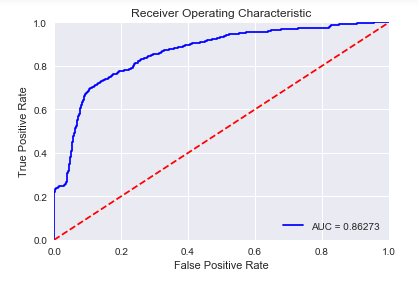 Receiver Operating Characteristic
1.0
0.8
0.6
0.4
0.2
0.0
True Positive Rate
AUC = 0.86273
0.0 0.2 0.4 0.6 0.8 1.0
False Positive Rate